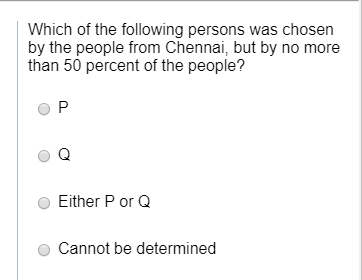 Which of the following persons was chosen
by the people from Chennai, but by no more
than 50 percent of the people?
P
Q
Either P or Q
Cannot be determined